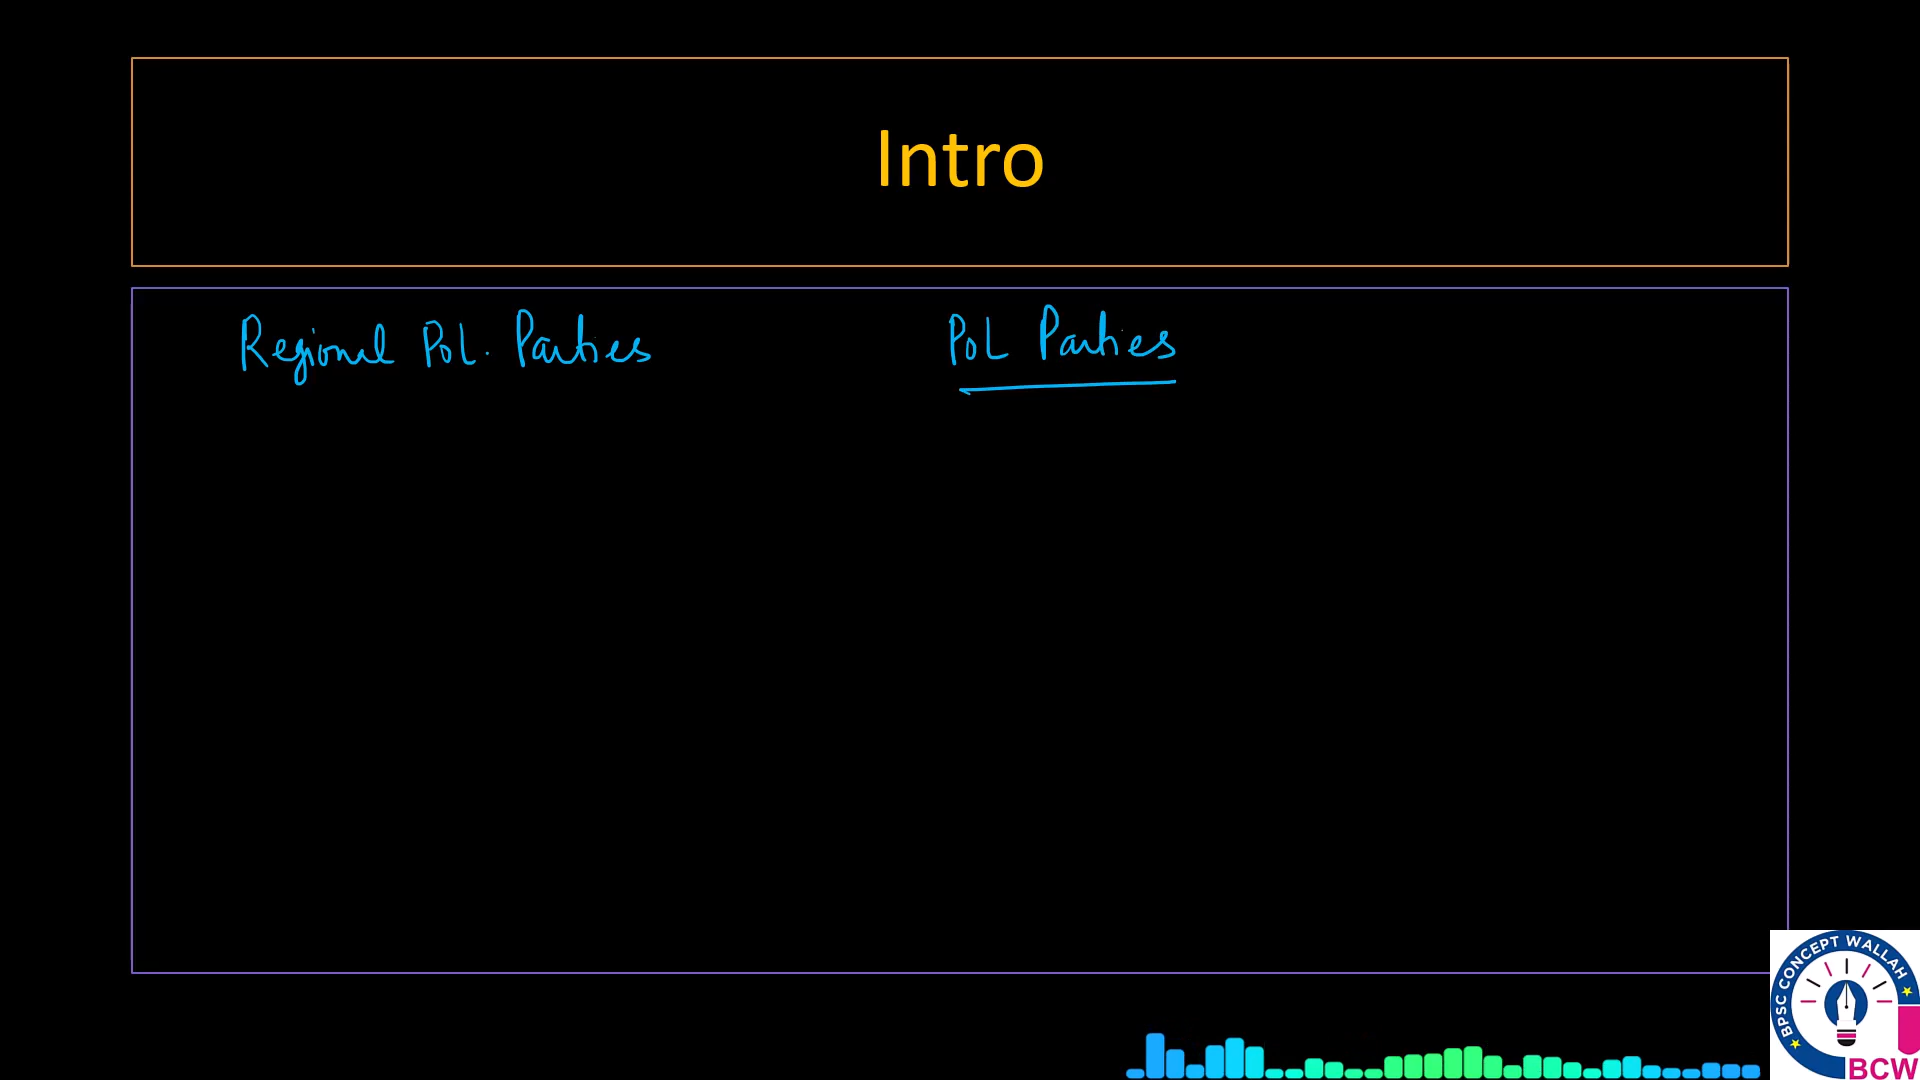 Intro
Regional Pol. Parties
Pol Parties
BPSC CONCEPT WALLAH
BCW